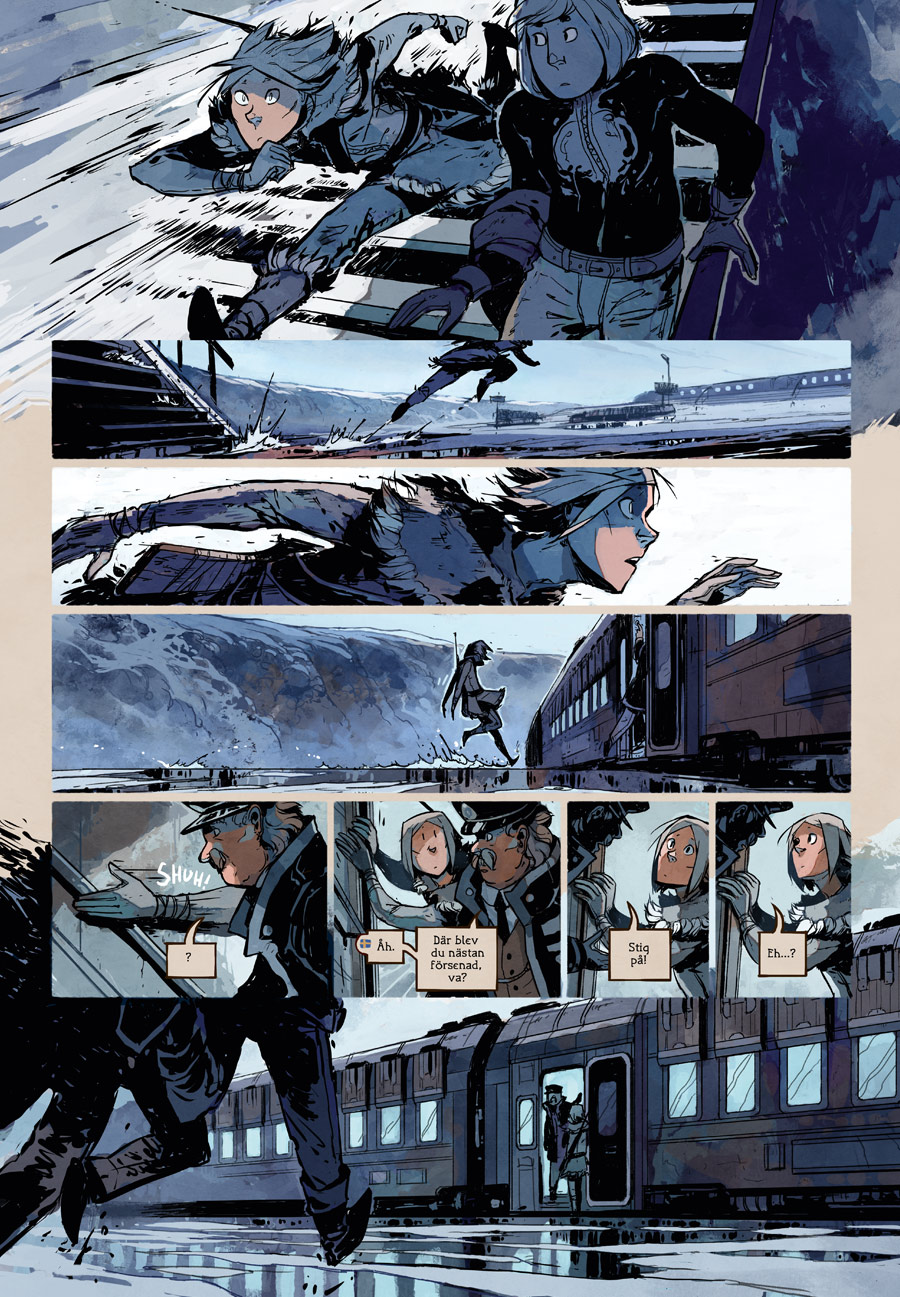 SHUH!
?
Åh.
Där blev
du nästan
försenad,
va?
Stig
på!
Eh...?